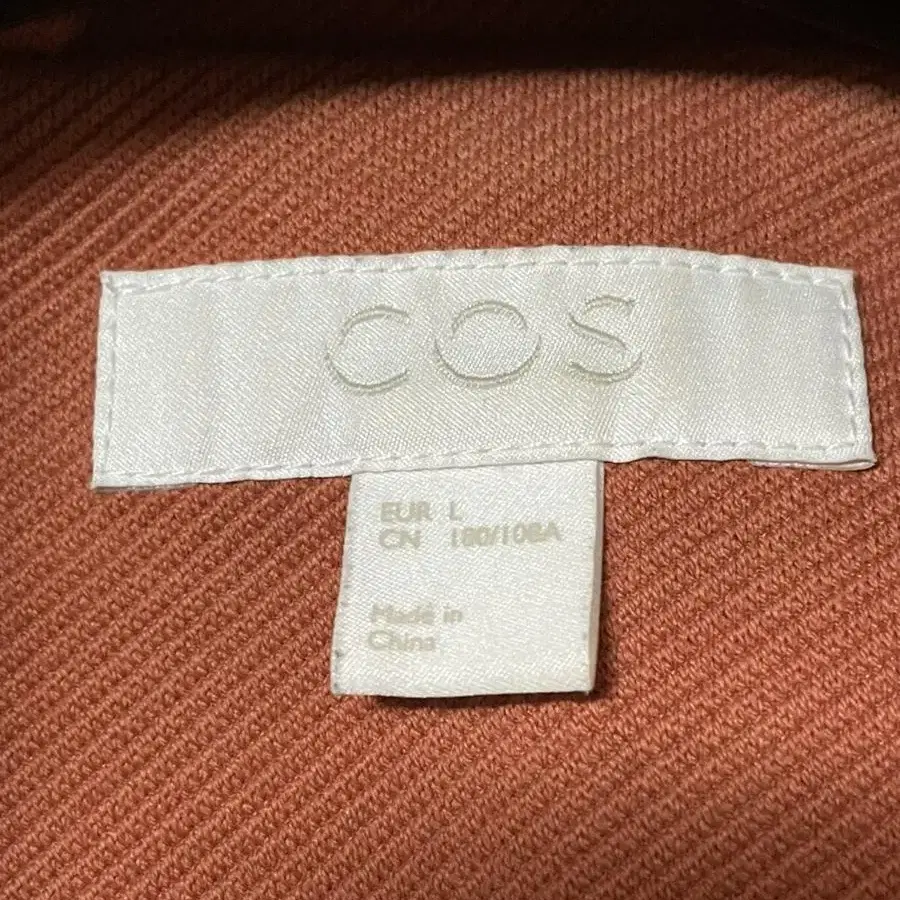 COS
EUR L
CN 180/108A
Made in
China